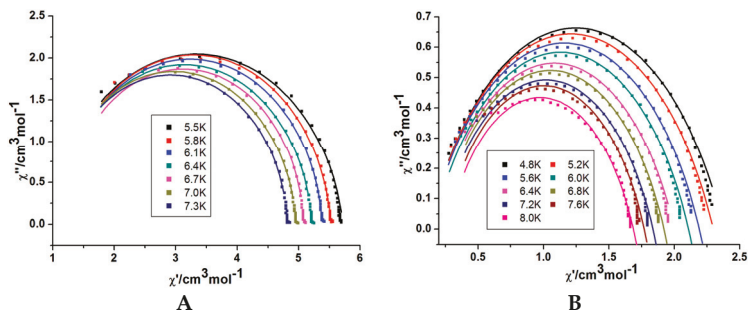 2.5
2.0
1.5
1.0
0.5
0.0
χ''/cm³mol⁻¹
5.5K
5.8K
6.1K
6.4K
6.7K
7.0K
7.3K
1 2 3 4 5 6
χ'/cm³mol⁻¹
A
0.7
0.6
0.5
0.4
0.3
0.2
0.1
0.0
χ''/cm³mol⁻¹
4.8K 5.2K
5.6K 6.0K
6.4K 6.8K
7.2K 7.6K
8.0K
0.5 1.0 1.5 2.0 2.5
χ'/cm³mol⁻¹
B